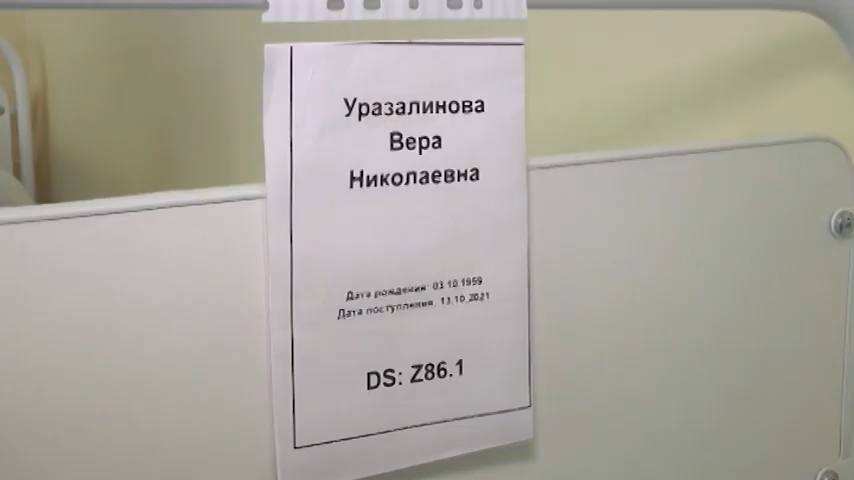 Уразалинова
Вера
Николаевна
Дата рождения: 03.10.1959
Дата поступления: 13.10.2021
DS: Z86.1